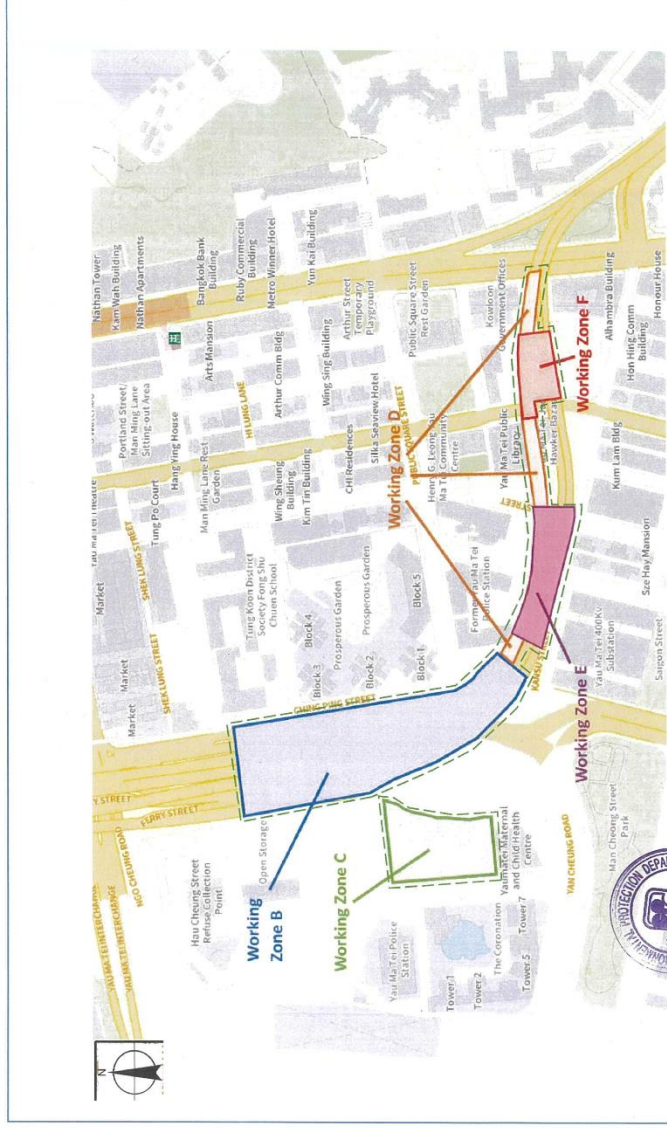 N
YAU MA TEI INTERCHANGE
YAU MA TEI INTERCHANGE
NGO CHEUNG ROAD
FERRY STREET
Y STREET
Hau Cheung Street
Refuse Collection
Point
Open Storage
Working
Zone B
Working Zone C
Yau Ma Tei Police
Station
Tower 1
Tower 2
The Coronation
Tower 5
Tower 7
Yaumatei Maternal
and Child Health
Centre
YAN CHEUNG ROAD
Man Cheong Street
Park
Market
Market
Market
SHEK LUNG STREET
SHEK LUNG STREET
Tung Po Court
Portland Street/
Man Ming Lane
Sitting-out Area
Hang Ying House
Man Ming Lane Rest
Garden
Nathan Tower
Kam Wah Building
Nathan Apartments
Bangkok Bank
Building
Arts Mansion
HI LUNG LANE
Ruby Commercial
Building
Metro Winner Hotel
Arthur Comm Bldg
Yun Kai Building
Wing Sing Building
Arthur Street
Temporary
Playground
Tung Koon District
Society Fong Shu
Chuen School
Wing Sheung
Building
Kim Tin Building
CHI Residences
Silka Seaview Hotel
PUBLIC SQUARE STREET
Public Square Street
Rest Garden
Block 4
Block 3
Prosperous Garden
Block 2
Prosperous Garden
Block 1
Block 5
CHING PING STREET
Working Zone D
Henry G. Leong Yau
Ma Tei Community
Centre
Former Yau Ma Tei
Police Station
STREET
Yau Ma Tei Public
Kowloon
Government Offices
Hawker Bazaar
Working Zone E
Working Zone F
Yau Ma Tei 400Kv
Substation
Saigon Street
Sze Hay Mansion
Kum Lam Bldg
Alhambra Building
Hon Hing Comm
Building
Honour House
PROTECTION